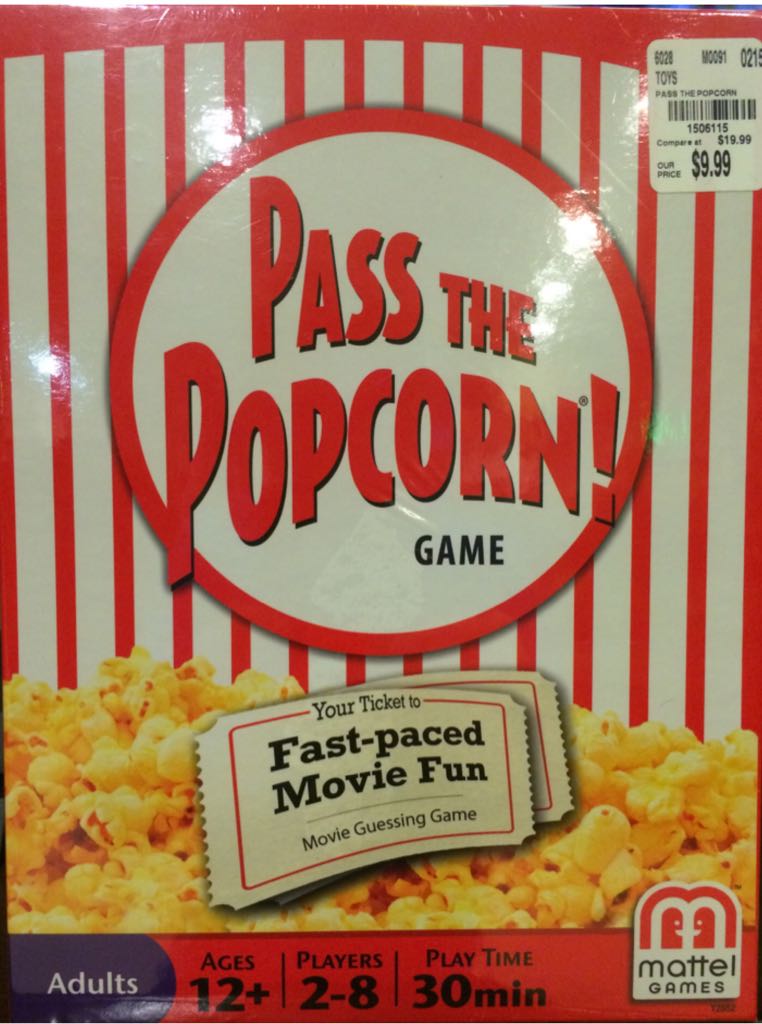 6028 M0091 0215
TOYS
PASS THE POPCORN
1506115
Compare at $19.99
OUR PRICE $9.99
PASS THE
POPCORN!®
GAME
Your Ticket to
Fast-paced
Movie Fun
Movie Guessing Game
Adults
AGES
12+
PLAYERS
2-8
PLAY TIME
30min
mattel
GAMES
™